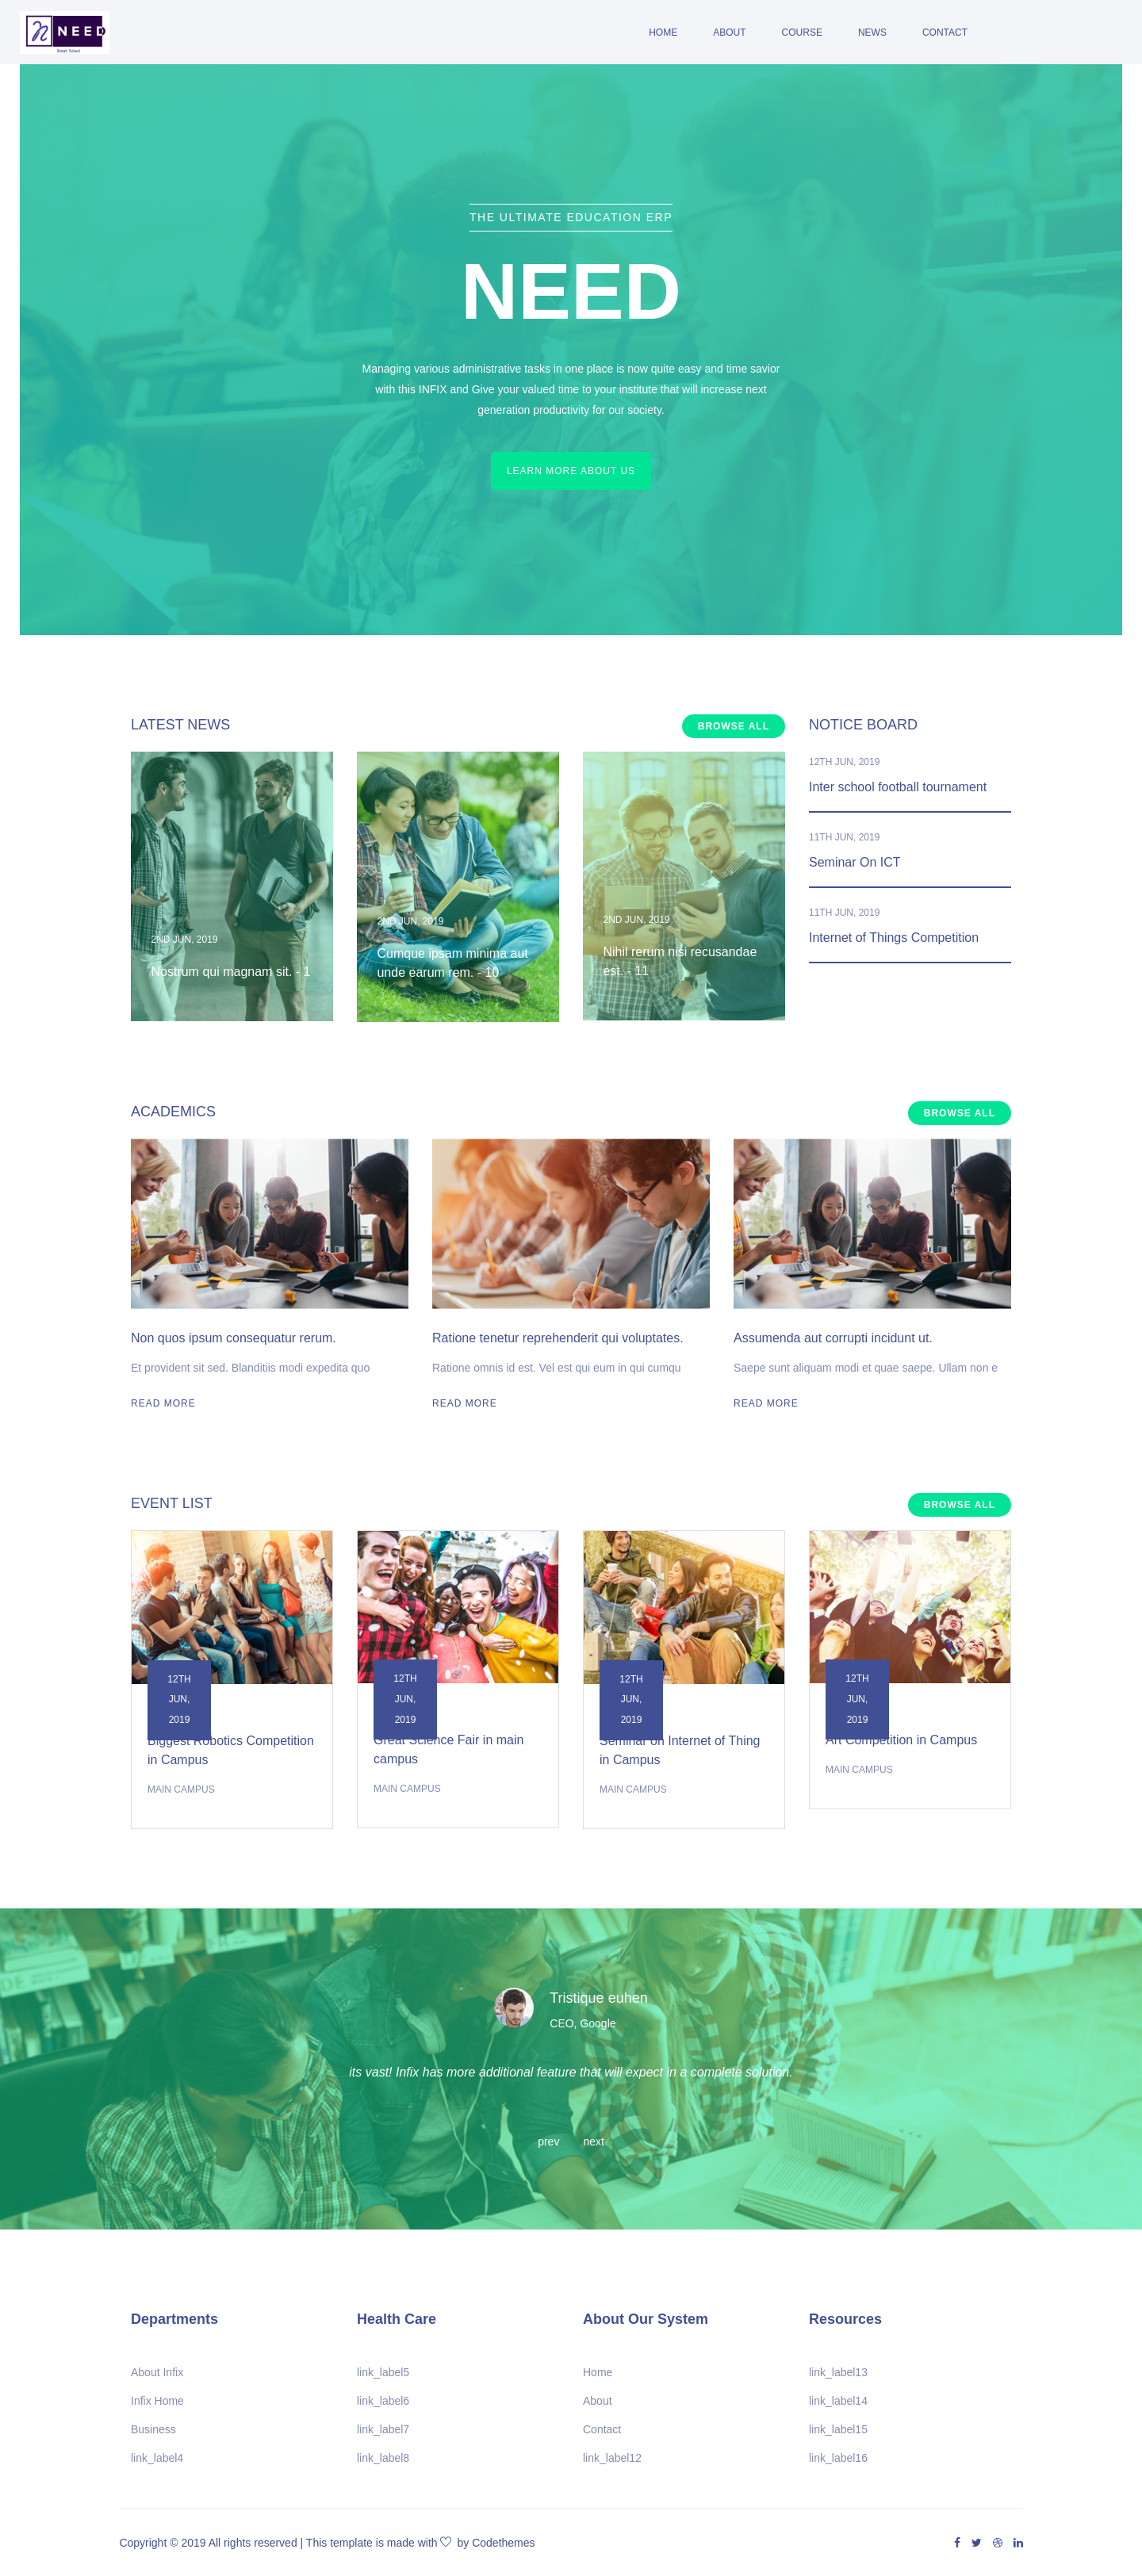 NEED
Smart School
HOME ABOUT COURSE NEWS CONTACT
THE ULTIMATE EDUCATION ERP
NEED
Managing various administrative tasks in one place is now quite easy and time savior
with this INFIX and Give your valued time to your institute that will increase next
generation productivity for our society.
LEARN MORE ABOUT US
LATEST NEWS
BROWSE ALL
2ND JUN, 2019
Nostrum qui magnam sit. - 1
2ND JUN, 2019
Cumque ipsam minima aut
unde earum rem. - 10
2ND JUN, 2019
Nihil rerum nisi recusandae
est. - 11
NOTICE BOARD
12TH JUN, 2019
Inter school football tournament
11TH JUN, 2019
Seminar On ICT
11TH JUN, 2019
Internet of Things Competition
ACADEMICS
BROWSE ALL
Non quos ipsum consequatur rerum.
Et provident sit sed. Blanditiis modi expedita quo
READ MORE
Ratione tenetur reprehenderit qui voluptates.
Ratione omnis id est. Vel est qui eum in qui cumqu
READ MORE
Assumenda aut corrupti incidunt ut.
Saepe sunt aliquam modi et quae saepe. Ullam non e
READ MORE
EVENT LIST
BROWSE ALL
12TH
JUN,
2019
Biggest Robotics Competition
in Campus
MAIN CAMPUS
12TH
JUN,
2019
Great Science Fair in main
campus
MAIN CAMPUS
12TH
JUN,
2019
Seminar on Internet of Thing
in Campus
MAIN CAMPUS
12TH
JUN,
2019
Art Competition in Campus
MAIN CAMPUS
Tristique euhen
CEO, Google
its vast! Infix has more additional feature that will expect in a complete solution.
prev next
Departments
About Infix
Infix Home
Business
link_label4
Health Care
link_label5
link_label6
link_label7
link_label8
About Our System
Home
About
Contact
link_label12
Resources
link_label13
link_label14
link_label15
link_label16
Copyright © 2019 All rights reserved | This template is made with ♡ by Codethemes